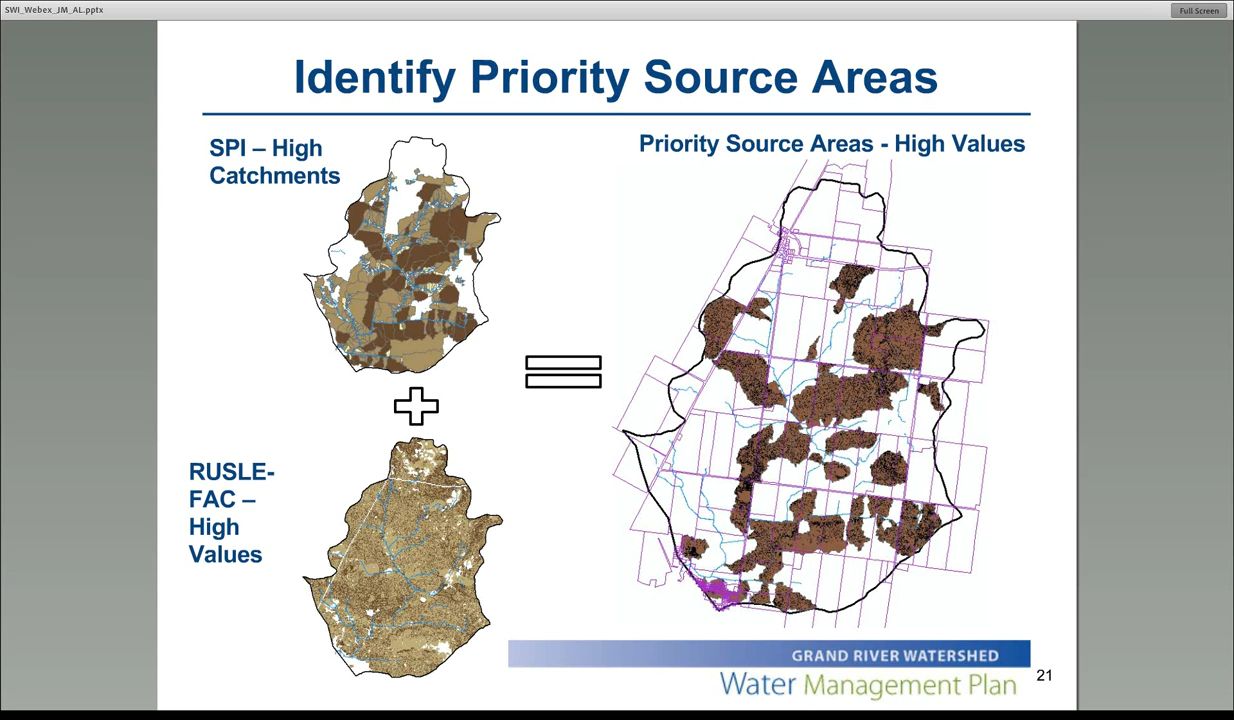 SWI_Webex_JM_AL.pptx
Full Screen
Identify Priority Source Areas
SPI – High
Catchments
Priority Source Areas - High Values
RUSLE-
FAC –
High
Values
GRAND RIVER WATERSHED
Water Management Plan
21